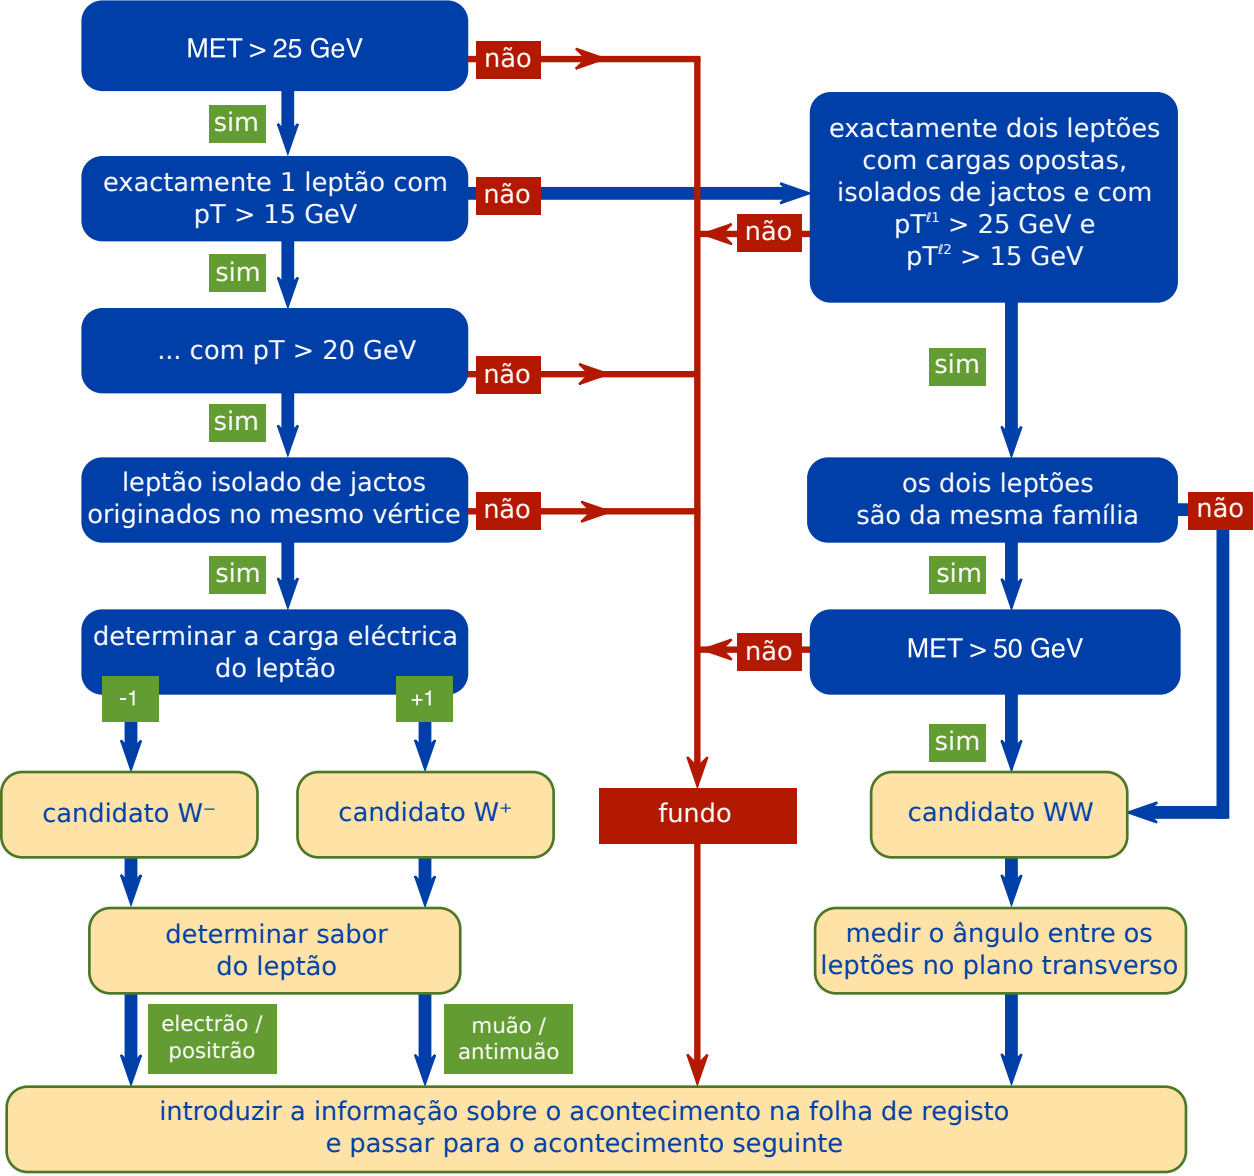 MET > 25 GeV
não
sim
exactamente 1 leptão com
pT > 15 GeV
não
sim
... com pT > 20 GeV
não
sim
leptão isolado de jactos
originados no mesmo vértice
não
sim
determinar a carga eléctrica
do leptão
-1
+1
candidato W⁻
candidato W⁺
determinar sabor
do leptão
electrão /
positrão
muão /
antimuão
fundo
exactamente dois leptões
com cargas opostas,
isolados de jactos e com
pTℓ1 > 25 GeV e
pTℓ2 > 15 GeV
não
sim
os dois leptões
são da mesma família
não
sim
MET > 50 GeV
não
sim
candidato WW
medir o ângulo entre os
leptões no plano transverso
introduzir a informação sobre o acontecimento na folha de registo
e passar para o acontecimento seguinte